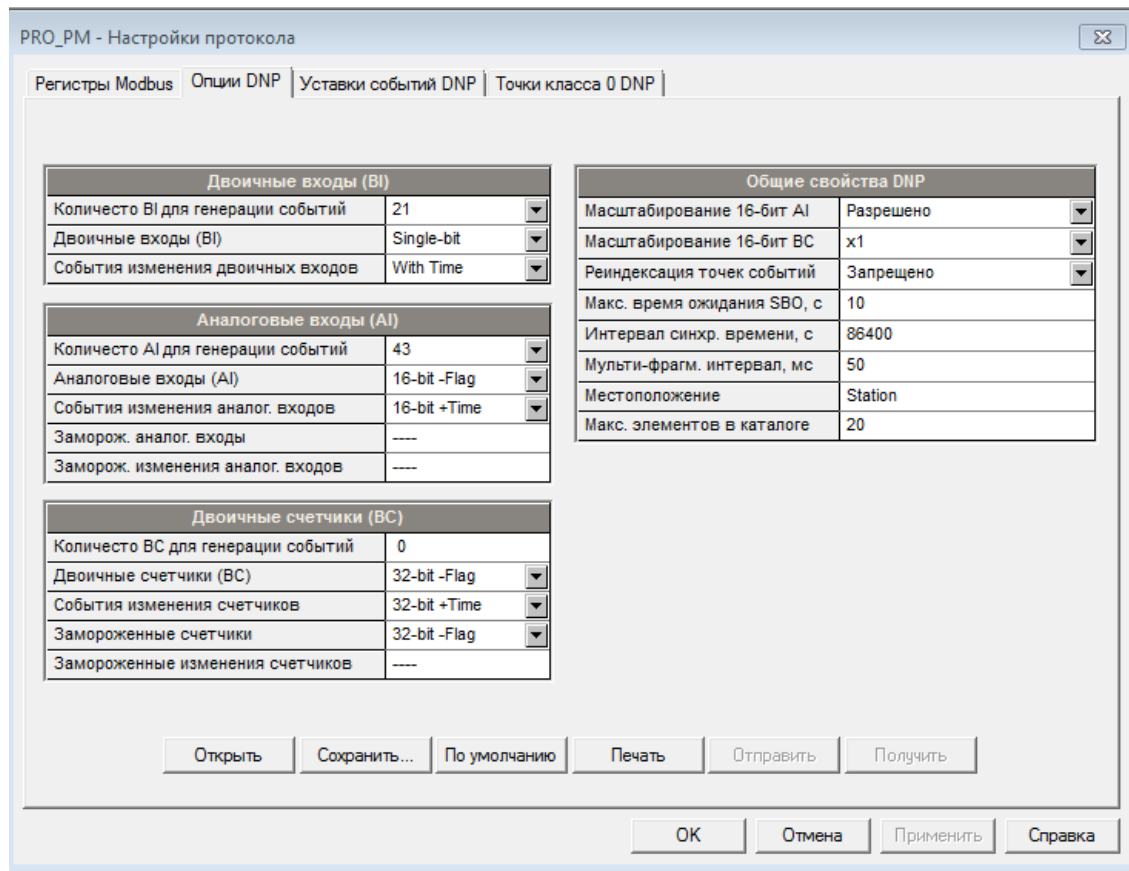 PRO_PM - Настройки протокола
Регистры Modbus Опции DNP Уставки событий DNP Точки класса 0 DNP
Двоичные входы (BI)
Количесто BI для генерации событий 21
Двоичные входы (BI) Single-bit
События изменения двоичных входов With Time
Аналоговые входы (AI)
Количесто AI для генерации событий 43
Аналоговые входы (AI) 16-bit -Flag
События изменения аналог. входов 16-bit +Time
Заморож. аналог. входы ----
Заморож. изменения аналог. входов ----
Двоичные счетчики (BC)
Количесто BC для генерации событий 0
Двоичные счетчики (BC) 32-bit -Flag
События изменения счетчиков 32-bit +Time
Замороженные счетчики 32-bit -Flag
Замороженные изменения счетчиков ----
Общие свойства DNP
Масштабирование 16-бит AI Разрешено
Масштабирование 16-бит BC x1
Реиндексация точек событий Запрещено
Макс. время ожидания SBO, с 10
Интервал синхр. времени, с 86400
Мульти-фрагм. интервал, мс 50
Местоположение Station
Макс. элементов в каталоге 20
Открыть Сохранить... По умолчанию Печать Отправить Получить
OK Отмена Применить Справка